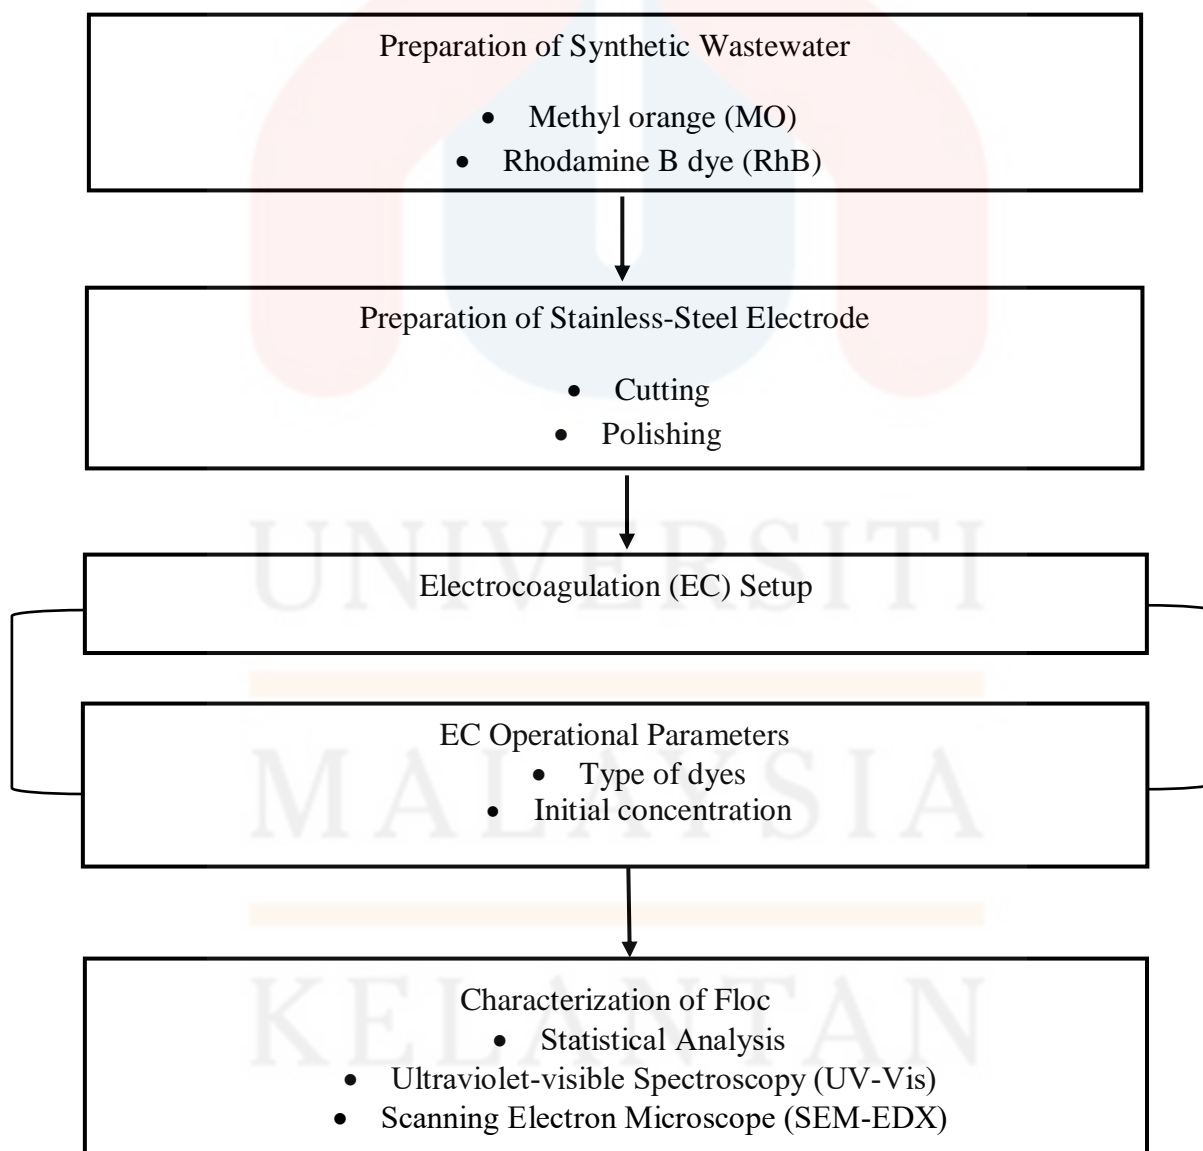 Preparation of Synthetic Wastewater
• Methyl orange (MO)
• Rhodamine B dye (RhB)
Preparation of Stainless-Steel Electrode
• Cutting
• Polishing
UNIVERSITI
Electrocoagulation (EC) Setup
EC Operational Parameters
• Type of dyes
• Initial concentration
MALAYSIA
Characterization of Floc
• Statistical Analysis
• Ultraviolet-visible Spectroscopy (UV-Vis)
• Scanning Electron Microscope (SEM-EDX)
KELANTAN